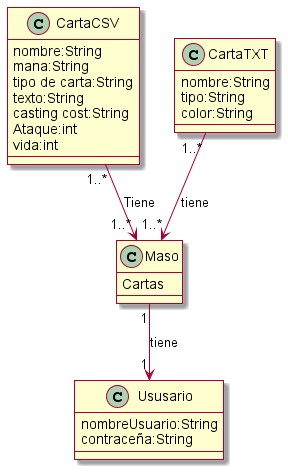 C CartaCSV
nombre:String
mana:String
tipo de carta:String
texto:String
casting cost:String
Ataque:int
vida:int
C CartaTXT
nombre:String
tipo:String
color:String
1..*
1..*
Tiene
tiene
1..*
1..*
C Maso
Cartas
1
tiene
1
C Ususario
nombreUsuario:String
contraceña:String